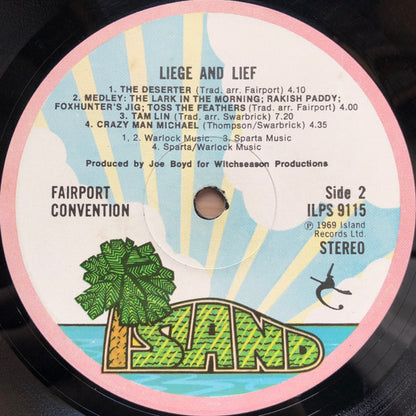 LIEGE AND LIEF
1. THE DESERTER (Trad. arr. Fairport) 4.10
2. MEDLEY: THE LARK IN THE MORNING; RAKISH PADDY;
FOXHUNTER'S JIG; TOSS THE FEATHERS (Trad. arr. Fairport) 4.00
3. TAM LIN (Trad. arr. Swarbrick) 7.20
4. CRAZY MAN MICHAEL (Thompson/Swarbrick) 4.35
1, 2. Warlock Music. 3. Sparta Music
4. Sparta/Warlock Music
Produced by Joe Boyd for Witchseason Productions
FAIRPORT
CONVENTION
Side 2
ILPS 9115
℗ 1969 Island
Records Ltd.
STEREO
ISLAND